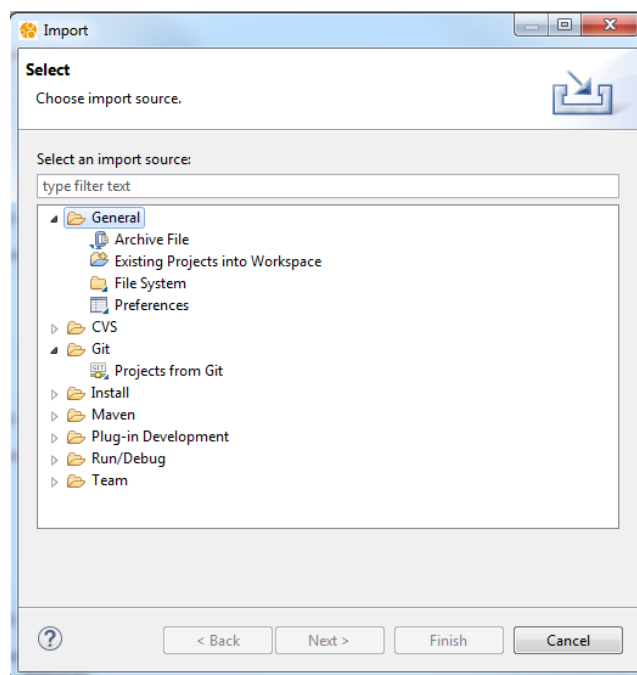 Import
Select
Choose import source.
Select an import source:
type filter text
General
Archive File
Existing Projects into Workspace
File System
Preferences
CVS
Git
GIT
Projects from Git
Install
Maven
Plug-in Development
Run/Debug
Team
?
< Back
Next >
Finish
Cancel